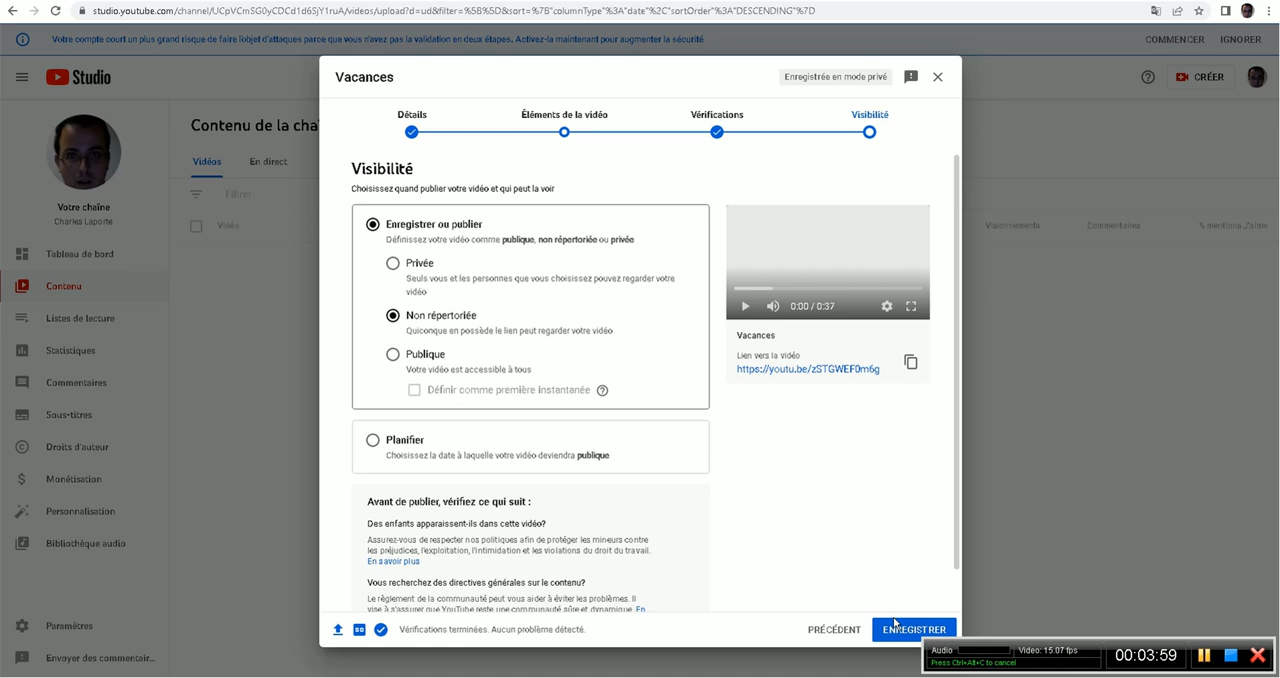 studio.youtube.com/channel/UCpVCmSG0yCDCd1d6SjY1ruA/videos/upload?d=ud&filter=%5B%5D&sort=%7B"columnType"%3A"date"%2C"sortOrder"%3A"DESCENDING"%7D
Votre compte court un plus grand risque de faire l'objet d'attaques parce que vous n'avez pas la validation en deux étapes. Activez-la maintenant pour augmenter la sécurité
COMMENCER
IGNORER
Studio
CRÉER
Votre chaîne
Charles Laporte
Tableau de bord
Contenu
Listes de lecture
Statistiques
Commentaires
Sous-titres
Droits d'auteur
Monétisation
Personnalisation
Bibliothèque audio
Paramètres
Envoyer des commentair...
Contenu de la chaî
Vidéos
En direct
Filtrer
Vidéo
Visionnements
Commentaires
% mentions J'aime
Vacances
Enregistrée en mode privé
Détails
Éléments de la vidéo
Vérifications
Visibilité
Visibilité
Choisissez quand publier votre vidéo et qui peut la voir
Enregistrer ou publier
Définissez votre vidéo comme publique, non répertoriée ou privée
Privée
Seuls vous et les personnes que vous choisissez pouvez regarder votre
vidéo
Non répertoriée
Quiconque en possède le lien peut regarder votre vidéo
Publique
Votre vidéo est accessible à tous
Définir comme première instantanée
Planifier
Choisissez la date à laquelle votre vidéo deviendra publique
Avant de publier, vérifiez ce qui suit :
Des enfants apparaissent-ils dans cette vidéo?
Assurez-vous de respecter nos politiques afin de protéger les mineurs contre
les préjudices, l'exploitation, l'intimidation et les violations du droit du travail.
En savoir plus
Vous recherchez des directives générales sur le contenu?
Le règlement de la communauté peut vous aider à éviter les problèmes. Il
vise à s'assurer que YouTube reste une communauté sûre et dynamique. En
0:00 / 0:37
Vacances
Lien vers la vidéo
https://youtu.be/zSTGWEF0m6g
Vérifications terminées. Aucun problème détecté.
PRÉCÉDENT
ENREGISTRER
Audio
Video: 15.07 fps
Press Ctrl+Alt+C to cancel
00:03:59